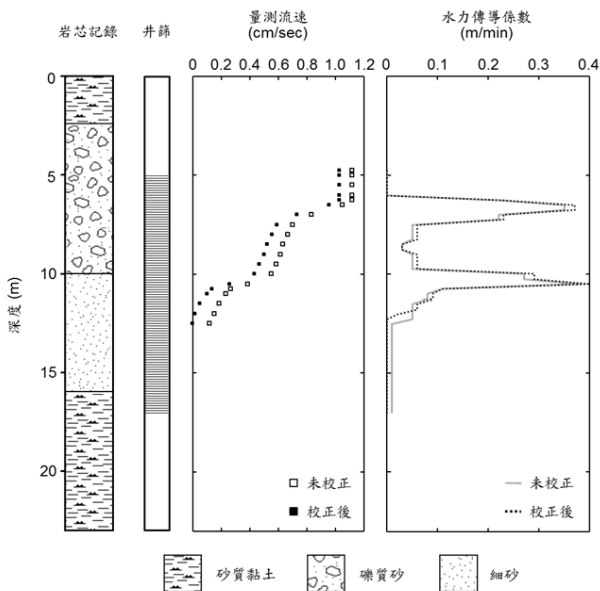 岩芯記錄
井篩
量測流速
(cm/sec)
水力傳導係數
(m/min)
0 0.2 0.4 0.6 0.8 1.0 1.2
0 0.1 0.2 0.3 0.4
0
5
10
15
20
深度 (m)
未校正
校正後
未校正
校正後
砂質黏土
礫質砂
細砂